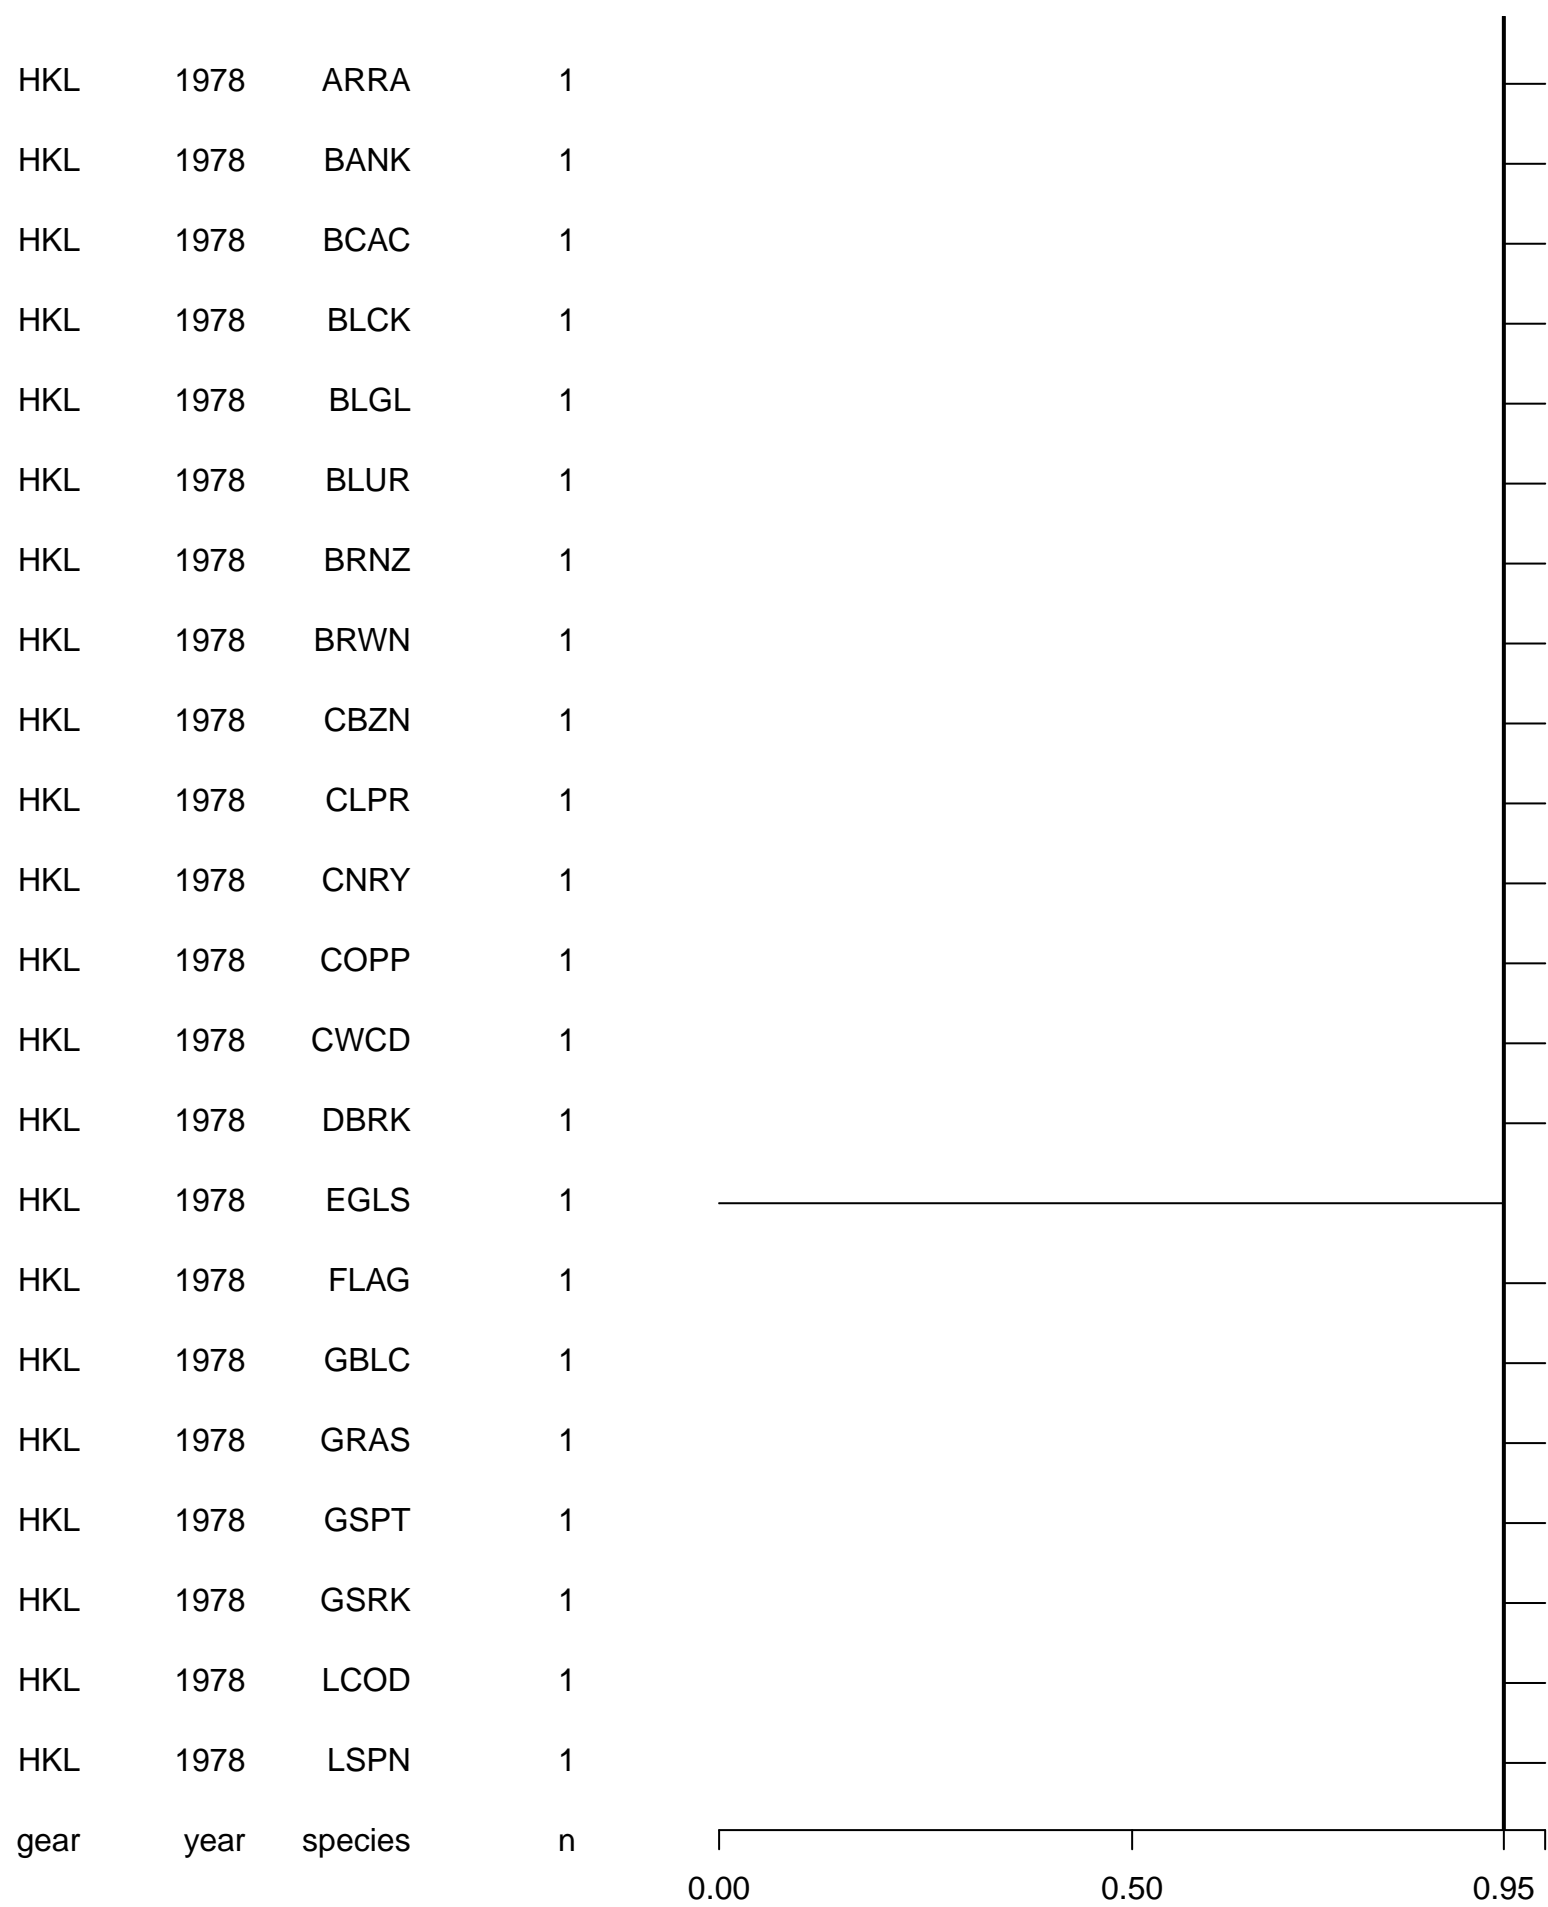 HKL 1978 ARRA 1
HKL 1978 BANK 1
HKL 1978 BCAC 1
HKL 1978 BLCK 1
HKL 1978 BLGL 1
HKL 1978 BLUR 1
HKL 1978 BRNZ 1
HKL 1978 BRWN 1
HKL 1978 CBZN 1
HKL 1978 CLPR 1
HKL 1978 CNRY 1
HKL 1978 COPP 1
HKL 1978 CWCD 1
HKL 1978 DBRK 1
HKL 1978 EGLS 1
HKL 1978 FLAG 1
HKL 1978 GBLC 1
HKL 1978 GRAS 1
HKL 1978 GSPT 1
HKL 1978 GSRK 1
HKL 1978 LCOD 1
HKL 1978 LSPN 1
gear year species n
0.00 0.50 0.95